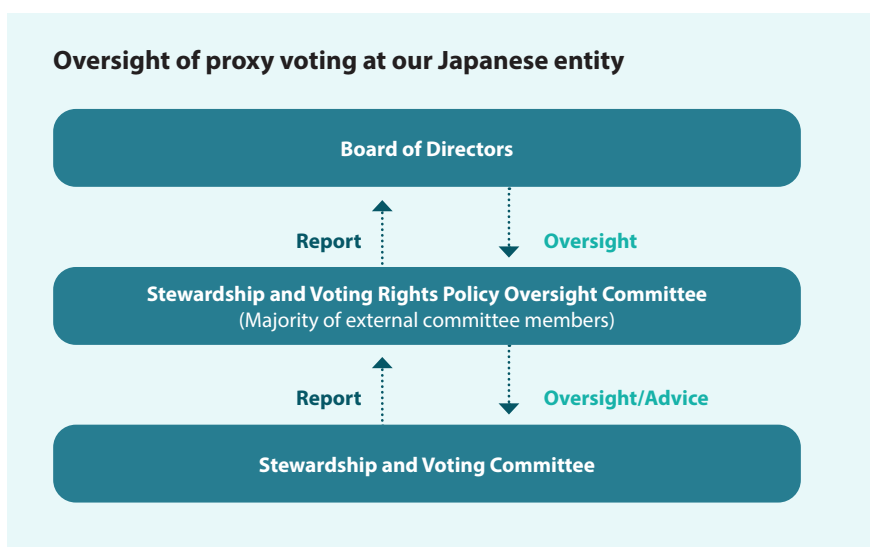 Oversight of proxy voting at our Japanese entity
Board of Directors
Report
Oversight
Stewardship and Voting Rights Policy Oversight Committee
(Majority of external committee members)
Report
Oversight/Advice
Stewardship and Voting Committee